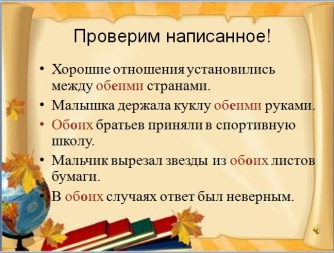 Проверим написанное!
• Хорошие отношения установились
между обеими странами.
• Малышка держала куклу обеими руками.
• Обоих братьев приняли в спортивную
школу.
• Мальчик вырезал звезды из обоих листов
бумаги.
• В обоих случаях ответ был неверным.